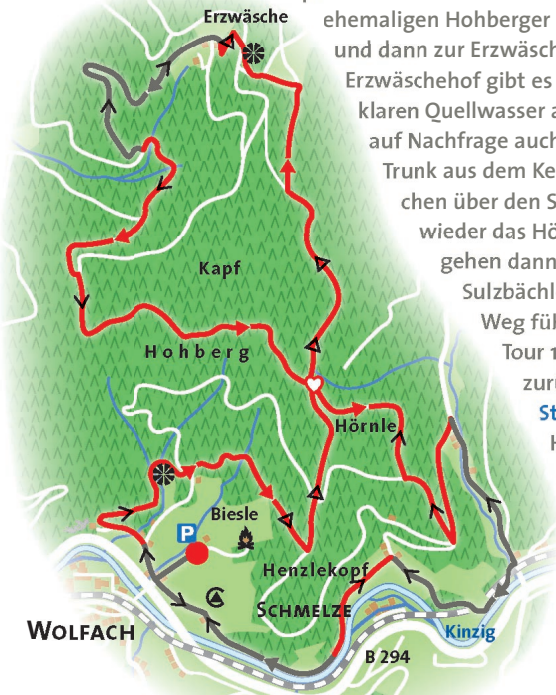 ehemaligen Hohberger
und dann zur Erzwäsch
Erzwäschehof gibt es
klaren Quellwasser a
auf Nachfrage auch
Trunk aus dem Ke
chen über den S
wieder das Hö
gehen dann
Sulzbächl
Weg füh
Tour 1
zurü
St
H
Erzwäsche
Kapf
Hohberg
Hörnle
Biesle
P
Henzlekopf
SCHMELZE
WOLFACH
Kinzig
B 294